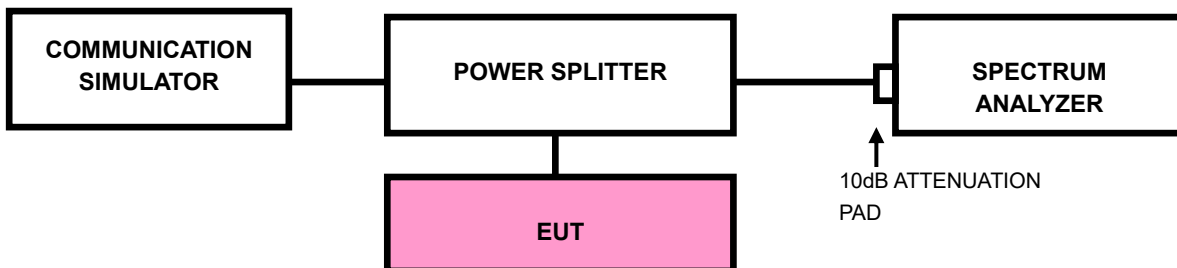 COMMUNICATION
SIMULATOR
POWER SPLITTER
SPECTRUM
ANALYZER
10dB ATTENUATION
PAD
EUT